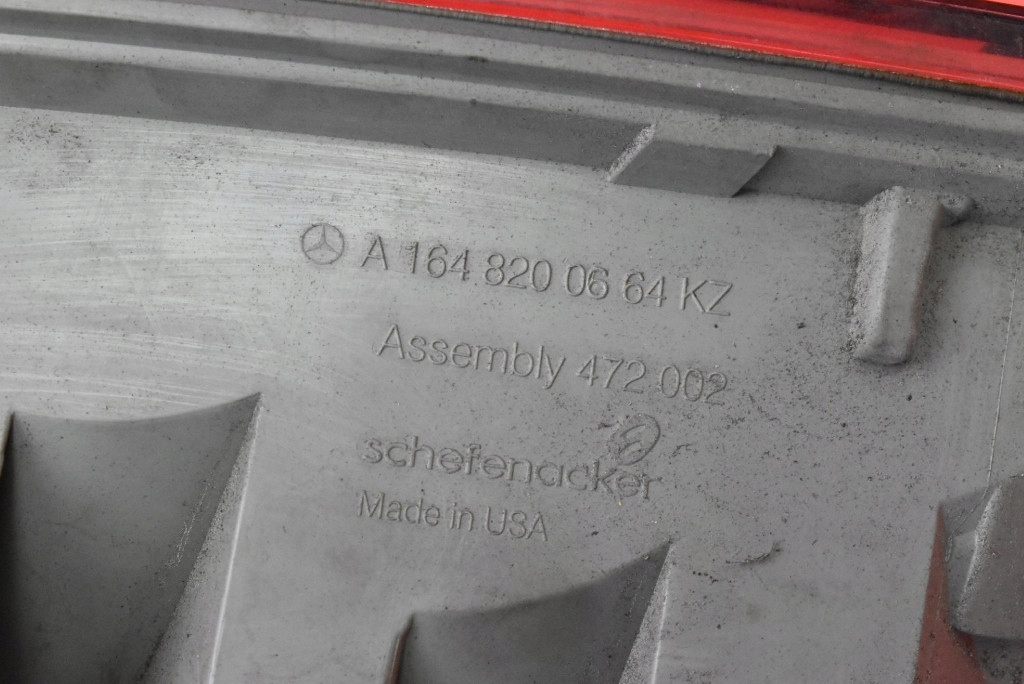 A 164 820 06 64 KZ
Assembly 472 002
schefenacker
Made in USA